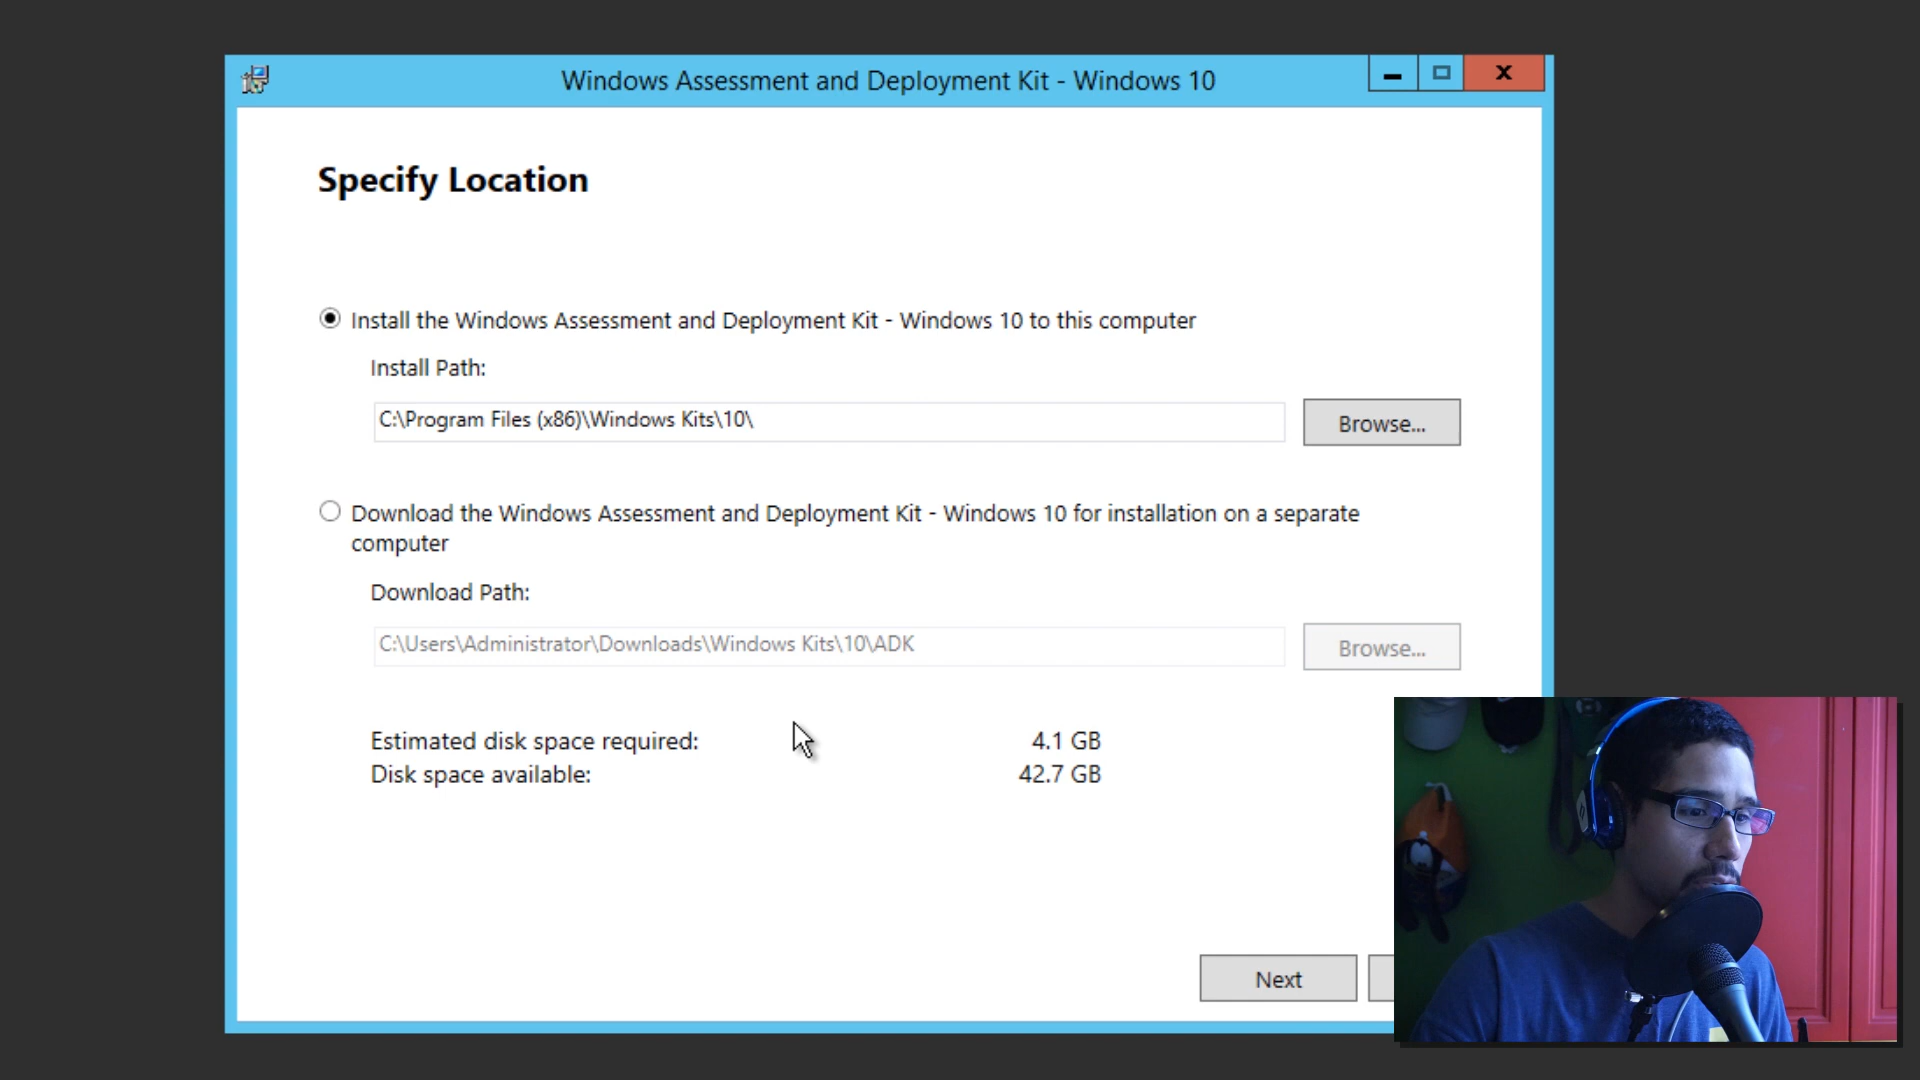 Windows Assessment and Deployment Kit - Windows 10
Specify Location
Install the Windows Assessment and Deployment Kit - Windows 10 to this computer
Install Path:
C:\Program Files (x86)\Windows Kits\10\
Browse...
Download the Windows Assessment and Deployment Kit - Windows 10 for installation on a separate
computer
Download Path:
C:\Users\Administrator\Downloads\Windows Kits\10\ADK
Browse...
Estimated disk space required: 4.1 GB
Disk space available: 42.7 GB
Next